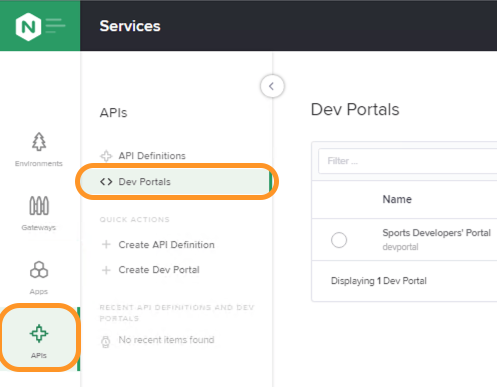 N
Services
Environments
Gateways
Apps
APIs
APIs
API Definitions
Dev Portals
QUICK ACTIONS
Create API Definition
Create Dev Portal
RECENT API DEFINITIONS AND DEV
PORTALS
No recent items found
Dev Portals
Filter ...
Name
Sports Developers' Portal
devportal
Displaying 1 Dev Portal